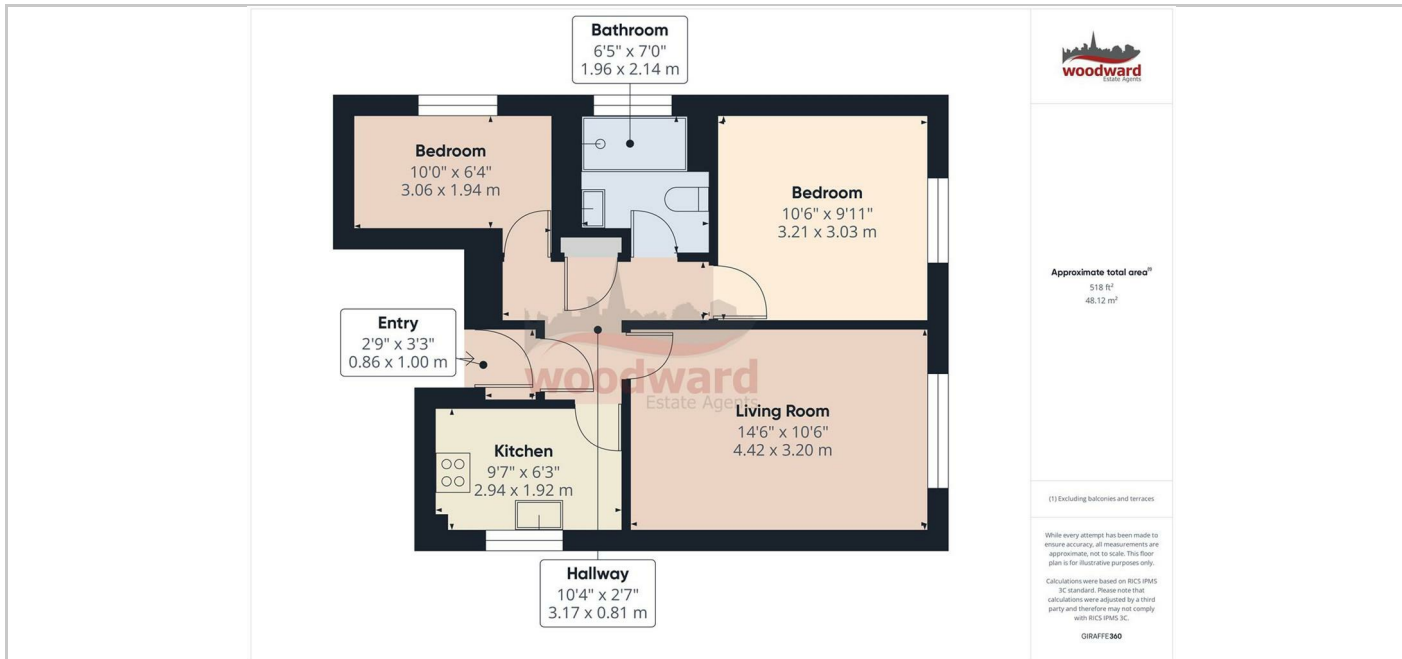 Bathroom
6'5" x 7'0"
1.96 x 2.14 m
Bedroom
10'0" x 6'4"
3.06 x 1.94 m
Bedroom
10'6" x 9'11"
3.21 x 3.03 m
Entry
2'9" x 3'3"
0.86 x 1.00 m
woodward
Estate Agents
Living Room
14'6" x 10'6"
4.42 x 3.20 m
Kitchen
9'7" x 6'3"
2.94 x 1.92 m
Hallway
10'4" x 2'7"
3.17 x 0.81 m
woodward
Estate Agents
Approximate total area⁽¹⁾
518 ft²
48.12 m²
(1) Excluding balconies and terraces
While every attempt has been made to
ensure accuracy, all measurements are
approximate, not to scale. This floor
plan is for illustrative purposes only.
Calculations were based on RICS IPMS
3C standard. Please note that
calculations were adjusted by a third
party and therefore may not comply
with RICS IPMS 3C.
GIRAFFE360